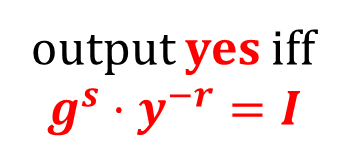 output yes iff
g^s · y^{-r} = I